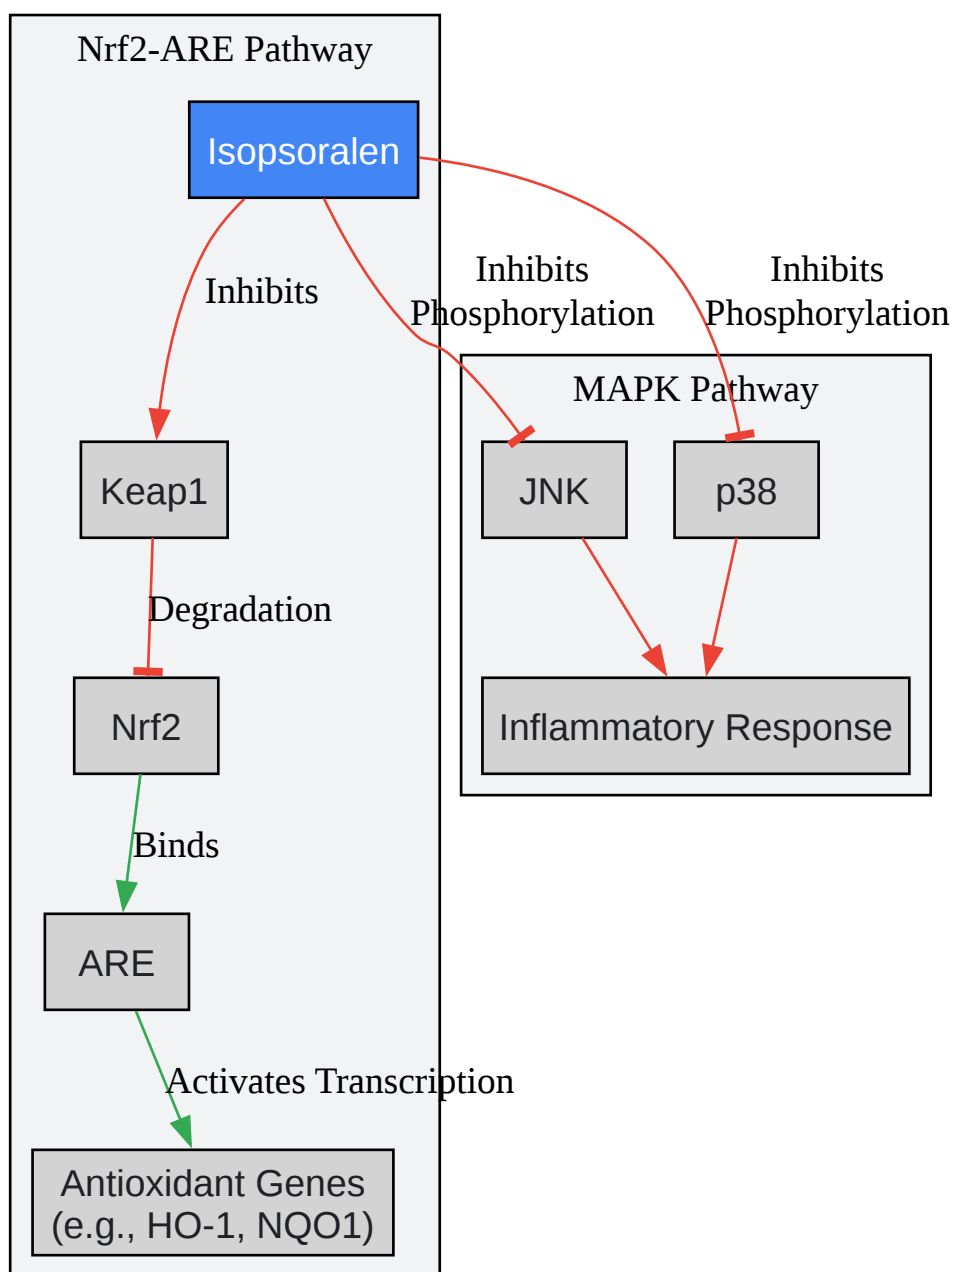 Nrf2-ARE Pathway
Isopsoralen
Inhibits
Inhibits
Phosphorylation
Inhibits
Phosphorylation
MAPK Pathway
Keap1
JNK
p38
Degradation
Nrf2
Inflammatory Response
Binds
ARE
Activates Transcription
Antioxidant Genes
(e.g., HO-1, NQO1)